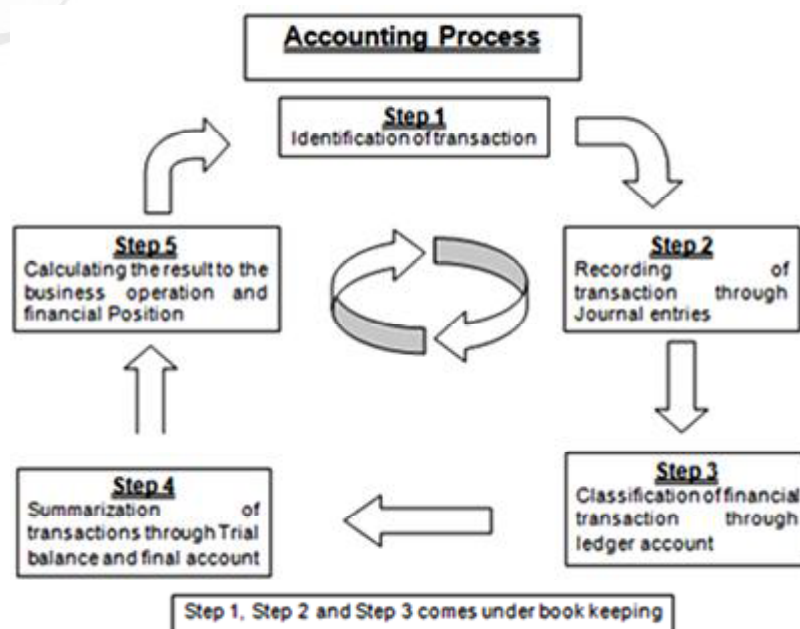 Accounting Process
Step 1
Identification of transaction
Step 2
Recording of
transaction through
Journal entries
Step 3
Classification of financial
transaction through
ledger account
Step 4
Summarization of
transactions through Trial
balance and final account
Step 5
Calculating the result to the
business operation and
financial Position
Step 1, Step 2 and Step 3 comes under book keeping